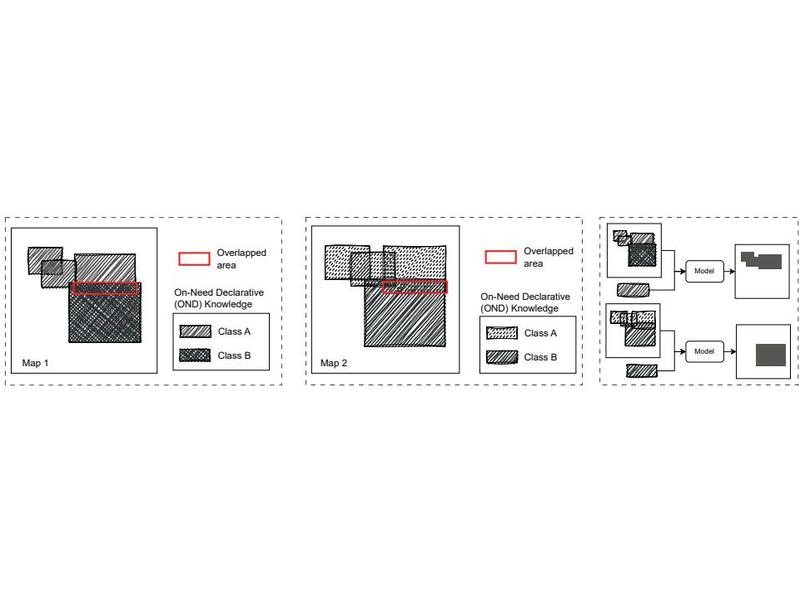 Overlapped
area
On-Need Declarative
(OND) Knowledge
Class A
Class B
Map 1
Overlapped
area
On-Need Declarative
(OND) Knowledge
Class A
Class B
Map 2
Model
Model